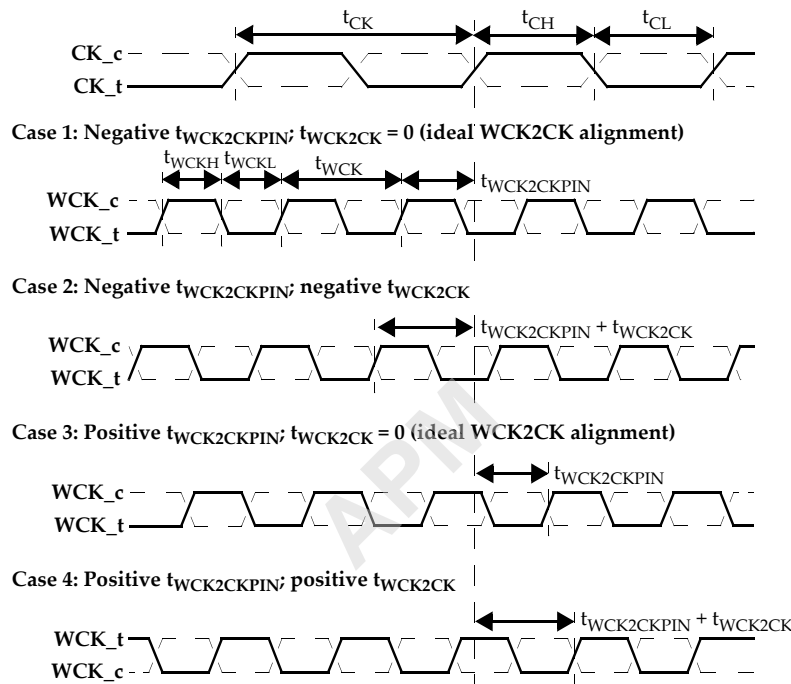 tCK tCH tCL
CK_c
CK_t
Case 1: Negative tWCK2CKPIN; tWCK2CK = 0 (ideal WCK2CK alignment)
tWCKH tWCKL tWCK tWCK2CKPIN
WCK_c
WCK_t
Case 2: Negative tWCK2CKPIN; negative tWCK2CK
tWCK2CKPIN + tWCK2CK
WCK_c
WCK_t
Case 3: Positive tWCK2CKPIN; tWCK2CK = 0 (ideal WCK2CK alignment)
tWCK2CKPIN
WCK_c
WCK_t
Case 4: Positive tWCK2CKPIN; positive tWCK2CK
tWCK2CKPIN + tWCK2CK
WCK_t
WCK_c
APM